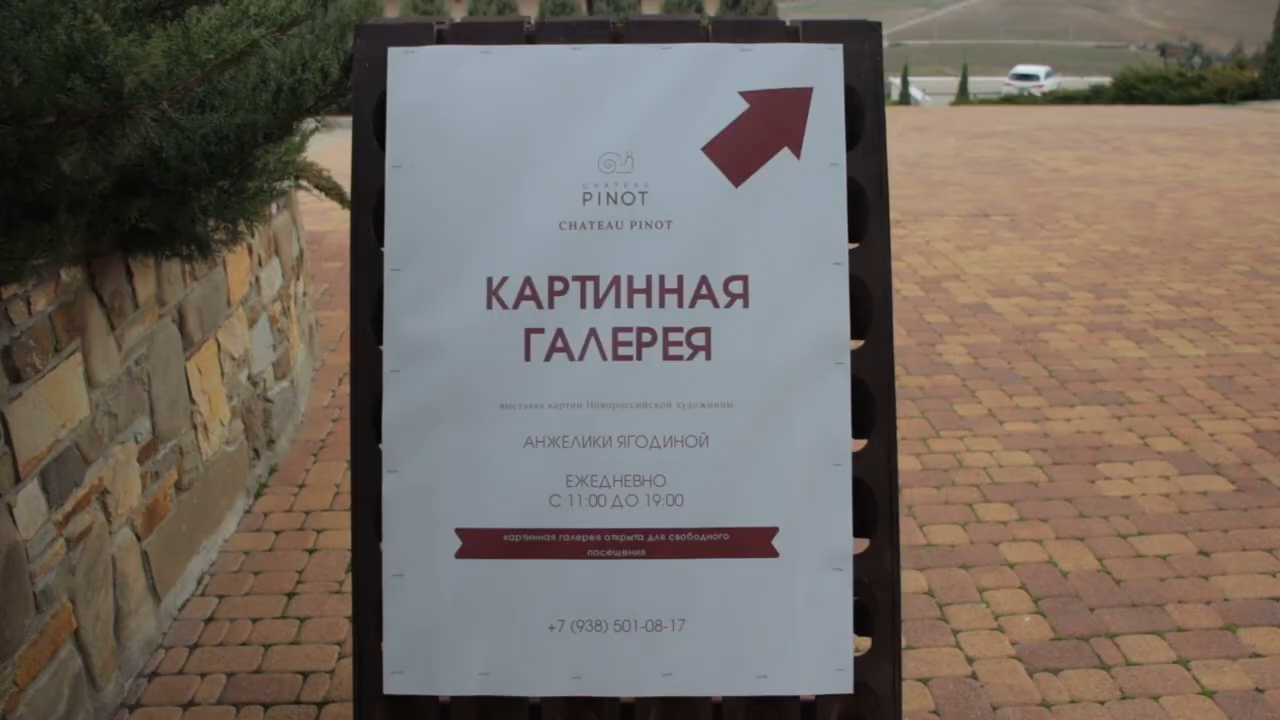 CHATEAU
PINOT
CHATEAU PINOT
КАРТИННАЯ
ГАЛЕРЕЯ
выставка картин Новороссийской художницы
АНЖЕЛИКИ ЯГОДИНОЙ
ЕЖЕДНЕВНО
С 11:00 ДО 19:00
картинная галерея открыта для свободного
посещения
+7 (938) 501-08-17